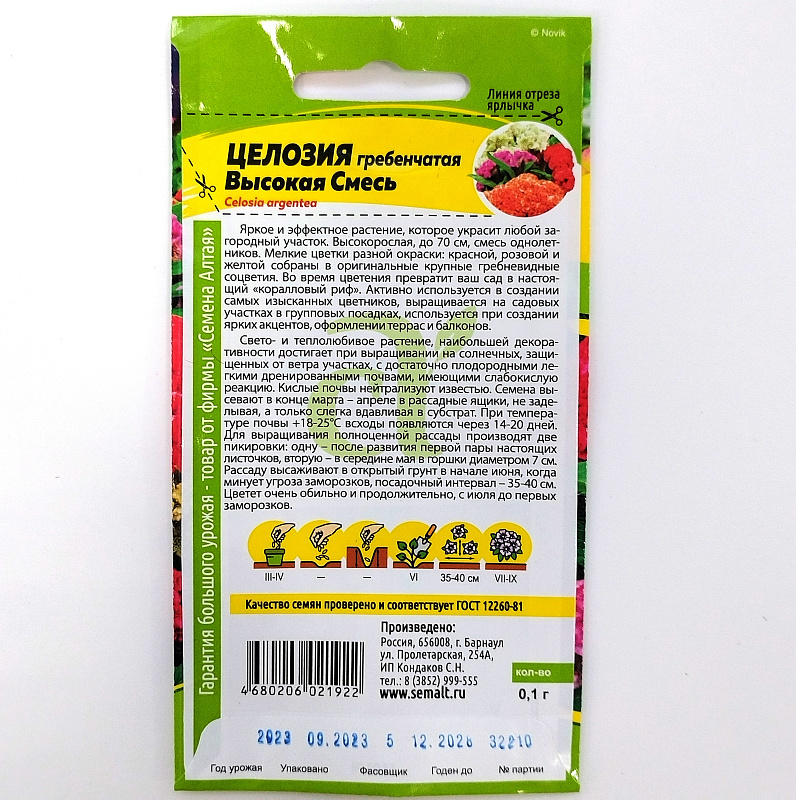 © Novik
Линия отреза
ярлычка
ЦЕЛОЗИЯ гребенчатая
Высокая Смесь
Celosia argentea
Гарантия большого урожая - товар от фирмы «Семена Алтая»
Яркое и эффектное растение, которое украсит любой за-
городный участок. Высокорослая, до 70 см, смесь однолет-
ников. Мелкие цветки разной окраски: красной, розовой и
желтой собраны в оригинальные крупные гребневидные
соцветия. Во время цветения превратит ваш сад в настоя-
щий «коралловый риф». Активно используется в создании
самых изысканных цветников, выращивается на садовых
участках в групповых посадках, используется при создании
ярких акцентов, оформлении террас и балконов.
Свето- и теплолюбивое растение, наибольшей декора-
тивности достигает при выращивании на солнечных, защи-
щенных от ветра участках, с достаточно плодородными ле-
гкими дренированными почвами, имеющими слабокислую
реакцию. Кислые почвы нейтрализуют известью. Семена вы-
севают в конце марта – апреле в рассадные ящики, не заде-
лывая, а только слегка вдавливая в субстрат. При темпера-
туре почвы +18-25°С всходы появляются через 14-20 дней.
Для выращивания полноценной рассады производят две
пикировки: одну – после развития первой пары настоящих
листочков, вторую – в середине мая в горшки диаметром 7 см.
Рассаду высаживают в открытый грунт в начале июня, когда
минует угроза заморозков, посадочный интервал – 35-40 см.
Цветет очень обильно и продолжительно, с июля до первых
заморозков.
III-IV – – VI 35-40 см VII-IX
Качество семян проверено и соответствует ГОСТ 12260-81
Произведено:
Россия, 656008, г. Барнаул
ул. Пролетарская, 254А,
ИП Кондаков С.Н.
тел.: 8 (3852) 999-555
www.semalt.ru
4 680206 021922
кол-во
0,1 г
2023 09.2023 5 12.2028 32210
Год урожая Упаковано Фасовщик Годен до № партии